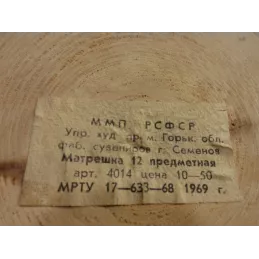 ММП РСФСР
Упр. худ. пр. м. Горьк. обл.
фаб. сувениров г. Семенов
Матрешка 12 предметная
арт. 4014 цена 10—50
МРТУ 17—633—68 1969 г.